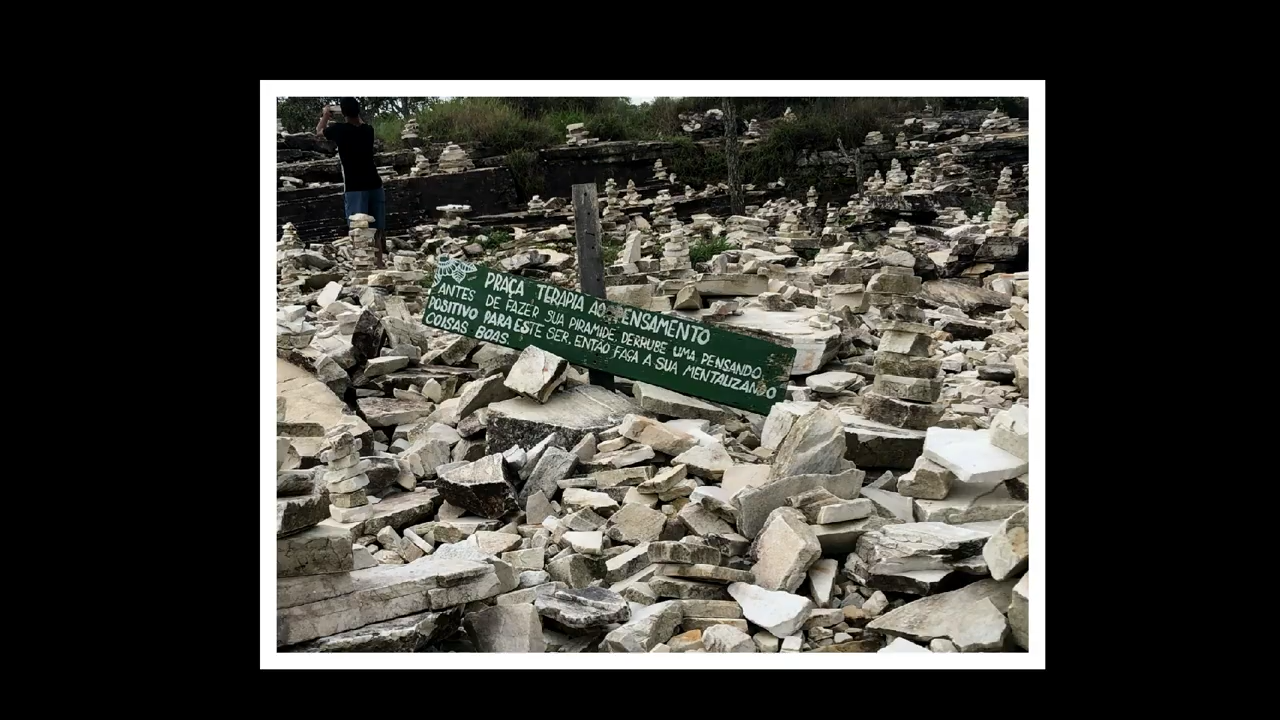 PRAÇA TERAPIA AO PENSAMENTO
ANTES DE FAZER SUA PIRAMIDE, DERRUBE UMA PENSANDO
POSITIVO PARA ESTE SER, ENTÃO FAÇA A SUA MENTALIZANDO
COISAS BOAS.